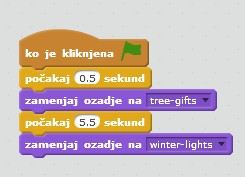 ko je kliknjena
počakaj 0.5 sekund
zamenjaj ozadje na tree-gifts
počakaj 5.5 sekund
zamenjaj ozadje na winter-lights